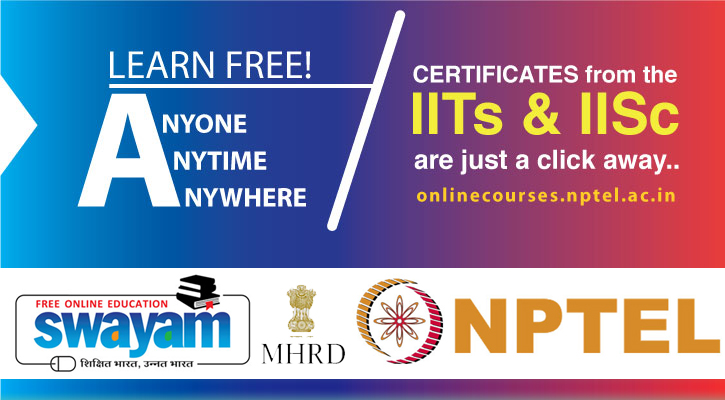 LEARN FREE!
ANYONE
ANYTIME
ANYWHERE
CERTIFICATES from the
IITs & IISc
are just a click away..
onlinecourses.nptel.ac.in
FREE ONLINE EDUCATION
swayam
शिक्षित भारत, उन्नत भारत
MHRD
NPTEL